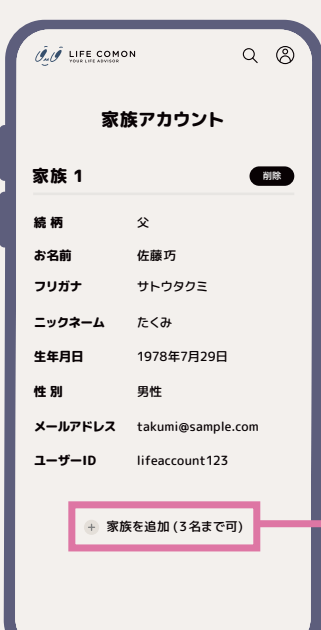 LIFE COMON
YOUR LIFE ADVISOR
家族アカウント
家族 1 削除
続柄 父
お名前 佐藤巧
フリガナ サトウタクミ
ニックネーム たくみ
生年月日 1978年7月29日
性別 男性
メールアドレス takumi@sample.com
ユーザーID lifeaccount123
+ 家族を追加 (3名まで可)